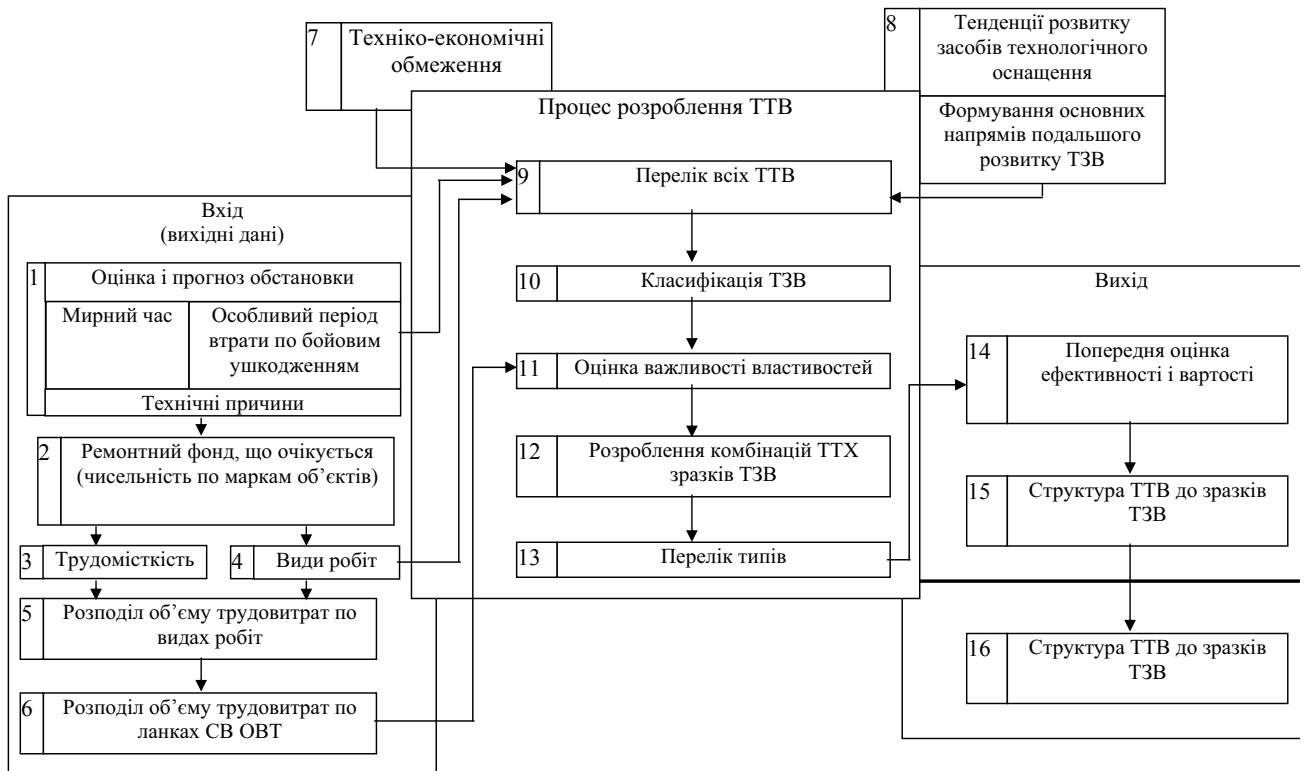 7
Техніко-економічні
обмеження
8
Тенденції розвитку
засобів технологічного
оснащення
Формування основних
напрямів подальшого
розвитку ТЗВ
Процес розроблення ТТВ
9
Перелік всіх ТТВ
10
Класифікація ТЗВ
11
Оцінка важливості властивостей
12
Розроблення комбінацій ТТХ
зразків ТЗВ
13
Перелік типів
Вхід
(вихідні дані)
1
Оцінка і прогноз обстановки
Мирний час
Особливий період
втрати по бойовим
ушкодженням
Технічні причини
2
Ремонтний фонд, що очікується
(чисельність по маркам об’єктів)
3
Трудомісткість
4
Види робіт
5
Розподіл об’єму трудовитрат по
видах робіт
6
Розподіл об’єму трудовитрат по
ланках СВ ОВТ
Вихід
14
Попередня оцінка
ефективності і вартості
15
Структура ТТВ до зразків
ТЗВ
16
Структура ТТВ до зразків
ТЗВ